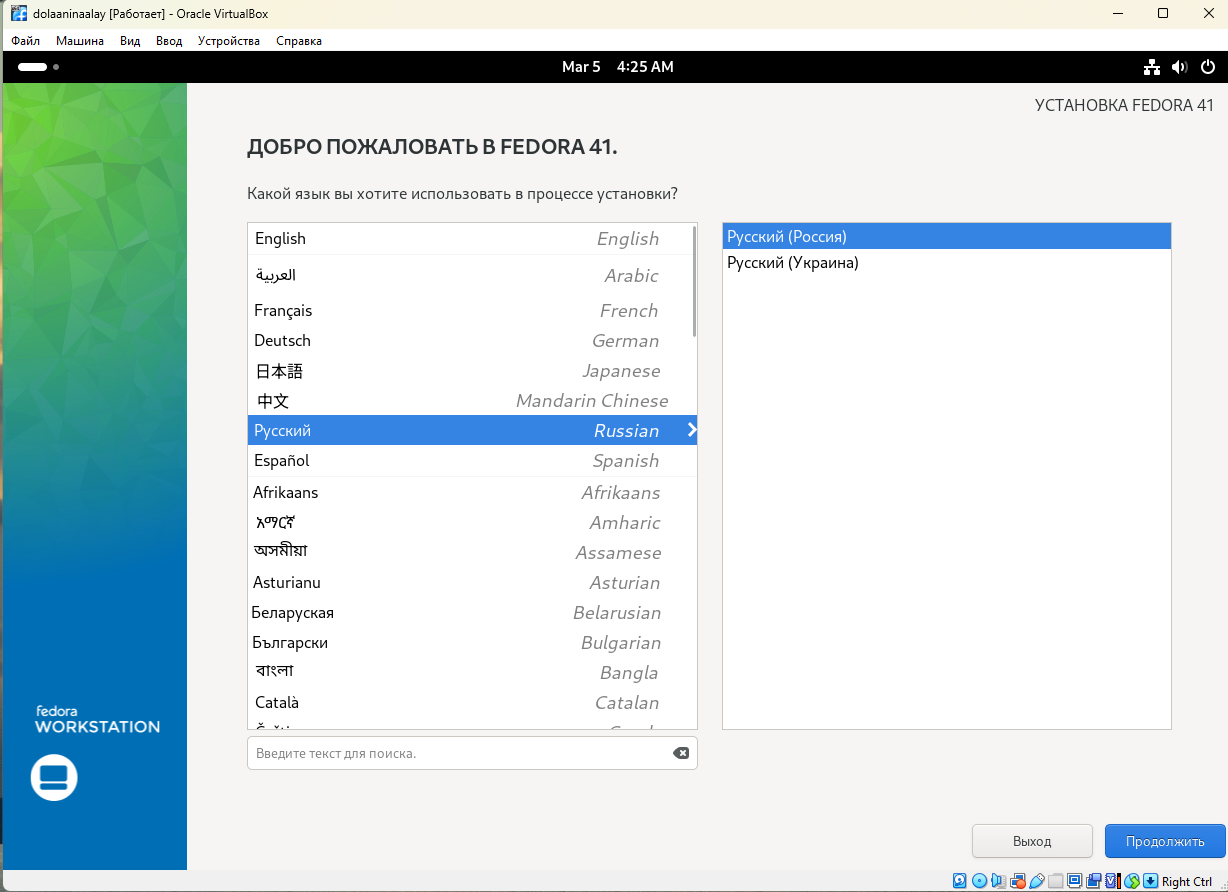 dolaaninaalay [Работает] - Oracle VirtualBox
Файл Машина Вид Ввод Устройства Справка
Mar 5 4:25 AM
УСТАНОВКА FEDORA 41
ДОБРО ПОЖАЛОВАТЬ В FEDORA 41.
Какой язык вы хотите использовать в процессе установки?
English English
العربية Arabic
Français French
Deutsch German
日本語 Japanese
中文 Mandarin Chinese
Русский Russian
Español Spanish
Afrikaans Afrikaans
አማርኛ Amharic
অসমীয়া Assamese
Asturianu Asturian
Беларуская Belarusian
Български Bulgarian
বাংলা Bangla
Català Catalan
Русский (Россия)
Русский (Украина)
Введите текст для поиска.
fedora
WORKSTATION
Выход Продолжить
Right Ctrl